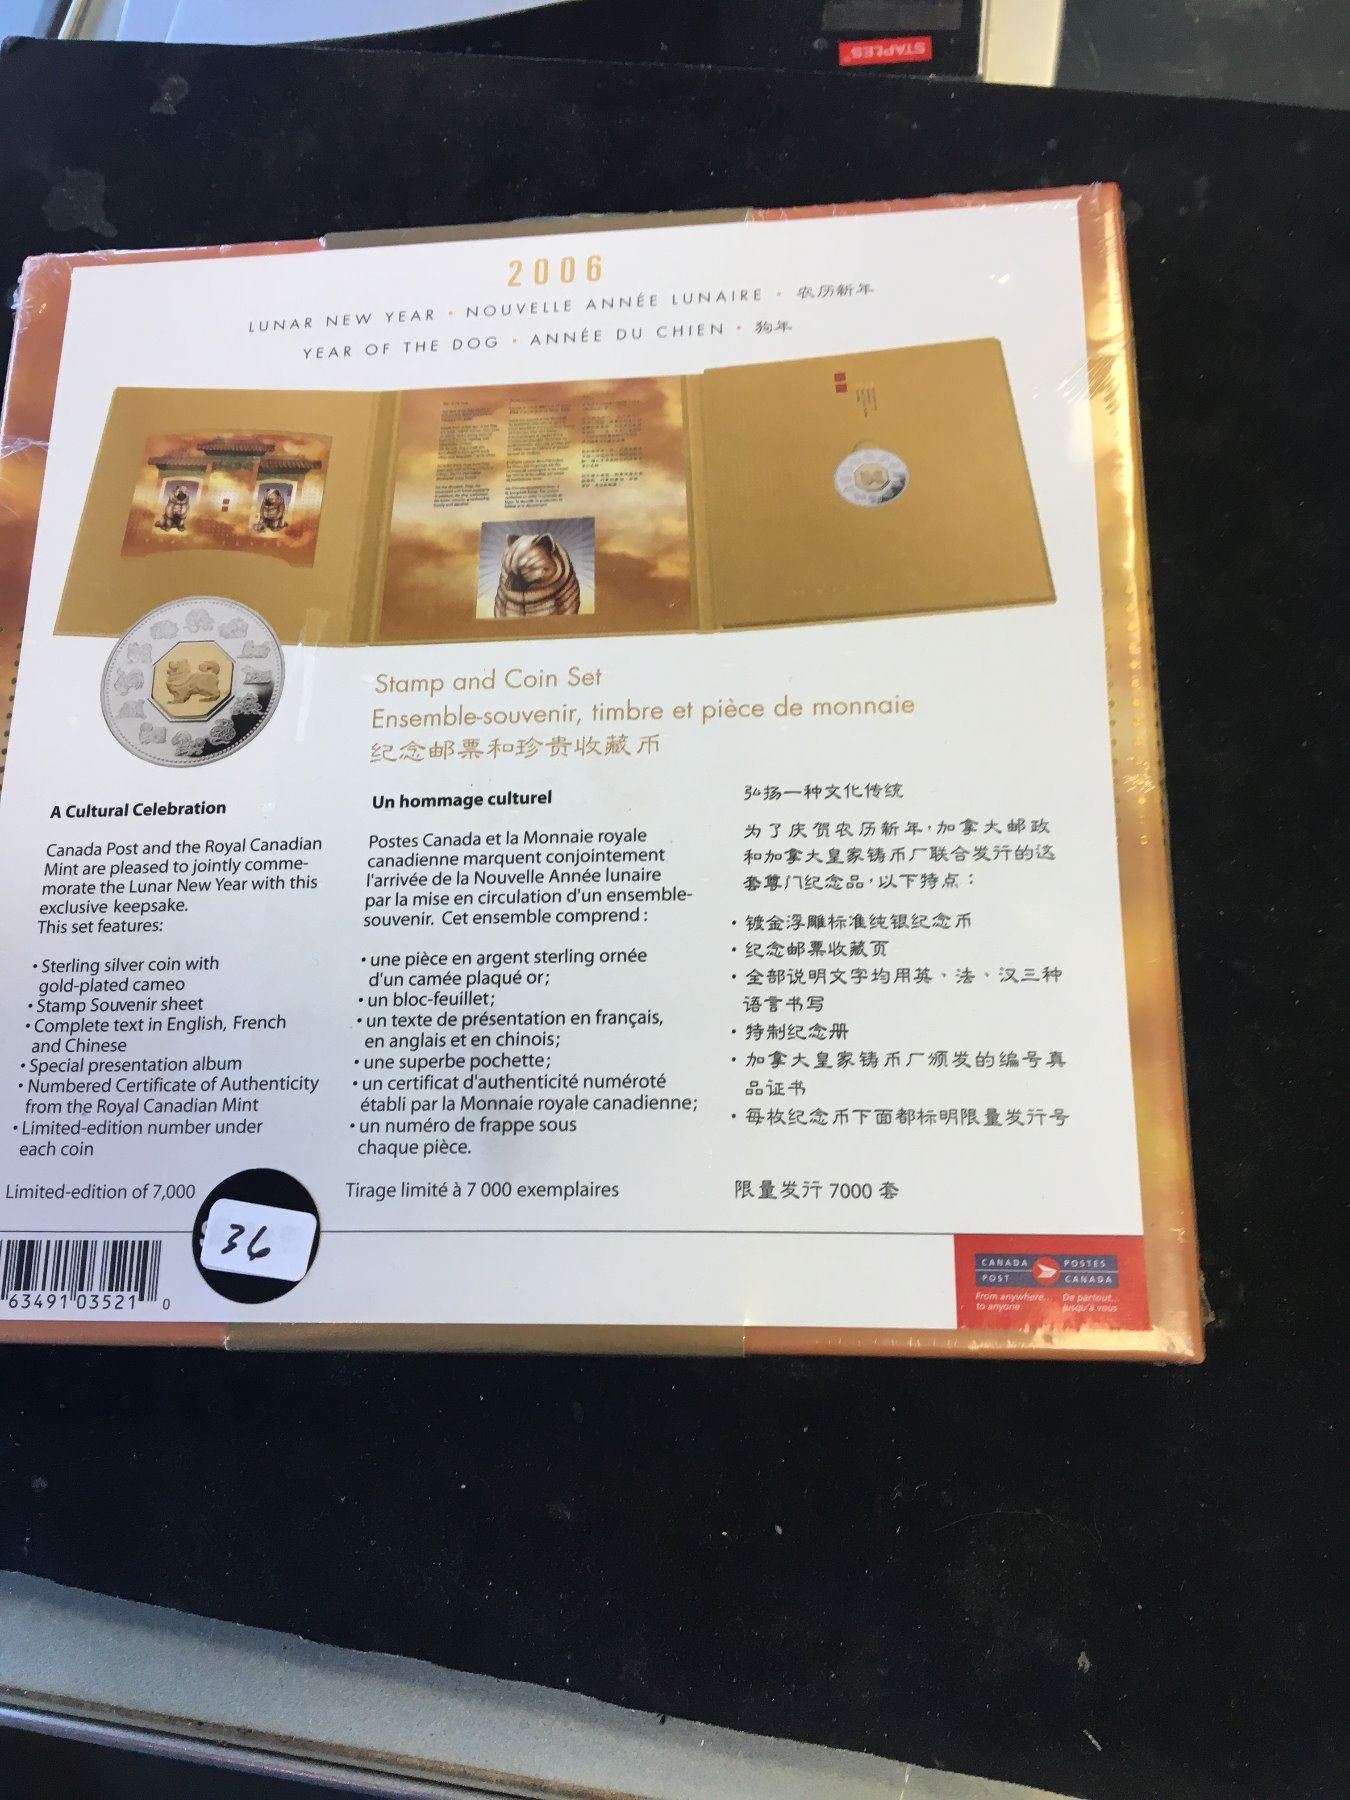 STAPLES
2006
LUNAR NEW YEAR • NOUVELLE ANNÉE LUNAIRE • 农历新年
YEAR OF THE DOG • ANNÉE DU CHIEN • 狗年
Stamp and Coin Set
Ensemble-souvenir, timbre et pièce de monnaie
纪念邮票和珍贵收藏币
A Cultural Celebration
Canada Post and the Royal Canadian
Mint are pleased to jointly comme-
morate the Lunar New Year with this
exclusive keepsake.
This set features:
• Sterling silver coin with
gold-plated cameo
• Stamp Souvenir sheet
• Complete text in English, French
and Chinese
• Special presentation album
• Numbered Certificate of Authenticity
from the Royal Canadian Mint
• Limited-edition number under
each coin
Limited-edition of 7,000
Un hommage culturel
Postes Canada et la Monnaie royale
canadienne marquent conjointement
l'arrivée de la Nouvelle Année lunaire
par la mise en circulation d'un ensemble-
souvenir. Cet ensemble comprend :
• une pièce en argent sterling ornée
d'un camée plaqué or;
• un bloc-feuillet;
• un texte de présentation en français,
en anglais et en chinois;
• une superbe pochette;
• un certificat d'authenticité numéroté
établi par la Monnaie royale canadienne;
• un numéro de frappe sous
chaque pièce.
Tirage limité à 7 000 exemplaires
弘扬一种文化传统
为了庆贺农历新年，加拿大邮政
和加拿大皇家铸币厂联合发行的这
套尊门纪念品，以下特点：
• 镀金浮雕标准纯银纪念币
• 纪念邮票收藏页
• 全部说明文字均用英、法、汉三种
语言书写
• 特制纪念册
• 加拿大皇家铸币厂颁发的编号真
品证书
• 每枚纪念币下面都标明限量发行号
限量发行 7000 套
36
63491 03521 0
CANADA POST
POSTES CANADA
From anywhere...
to anyone
De partout...
jusqu'à vous